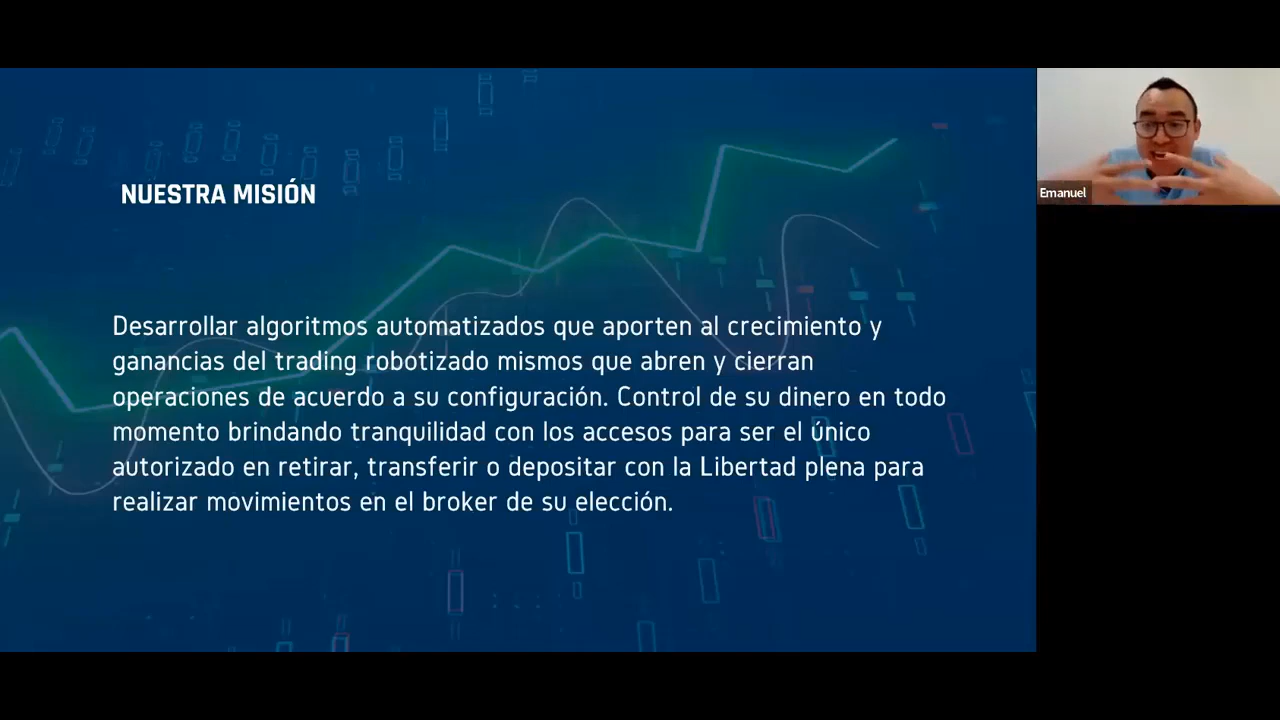 NUESTRA MISIÓN
Desarrollar algoritmos automatizados que aporten al crecimiento y
ganancias del trading robotizado mismos que abren y cierran
operaciones de acuerdo a su configuración. Control de su dinero en todo
momento brindando tranquilidad con los accesos para ser el único
autorizado en retirar, transferir o depositar con la Libertad plena para
realizar movimientos en el broker de su elección.
Emanuel